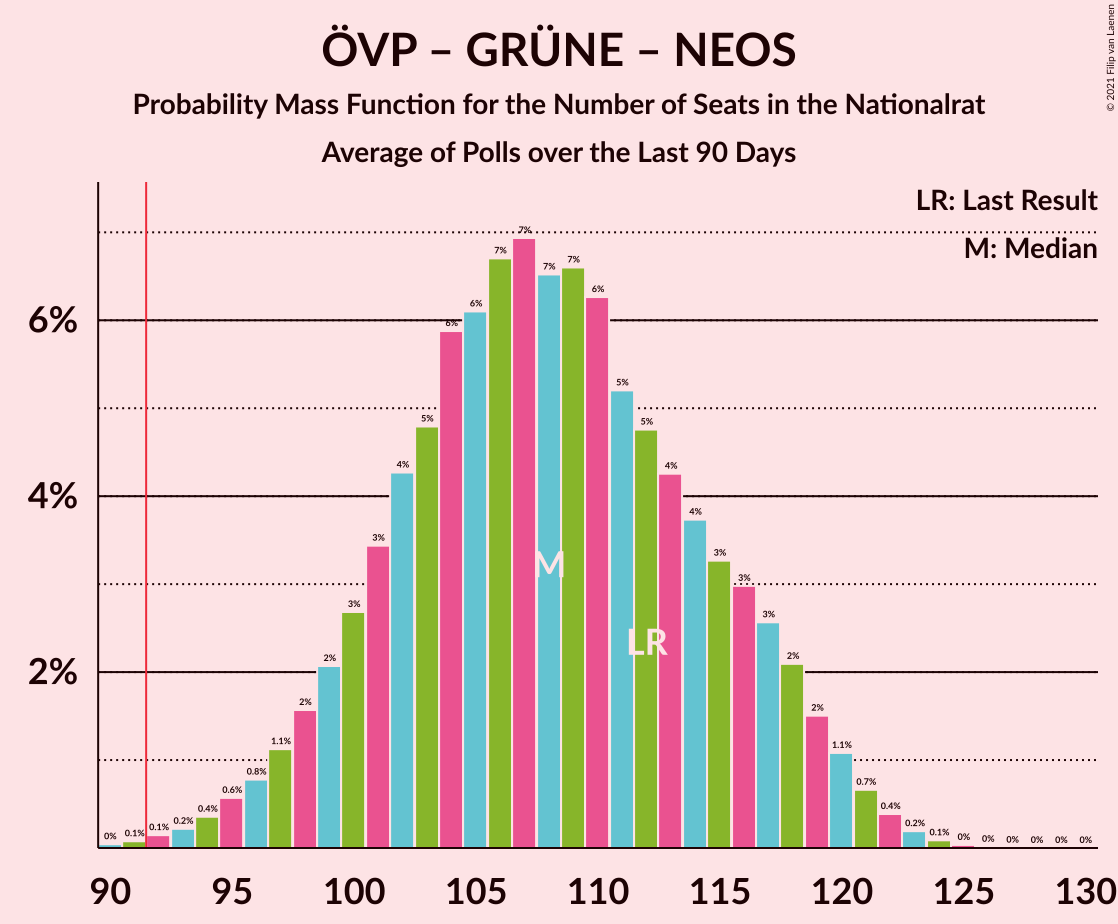 ÖVP – GRÜNE – NEOS
Probability Mass Function for the Number of Seats in the Nationalrat
Average of Polls over the Last 90 Days
© 2021 Filip van Laenen
LR: Last Result
M: Median
6%
4%
2%
0% 0.1% 0.1% 0.2% 0.4% 0.6% 0.8% 1.1% 2% 2% 3% 3% 4% 5% 6% 6% 7% 7% 7% 7% 6% 5% 5% 4% 4% 3% 3% 3% 2% 2% 1.1% 0.7% 0.4% 0.2% 0.1% 0% 0% 0% 0% 0% 0%
M
LR
90 95 100 105 110 115 120 125 130